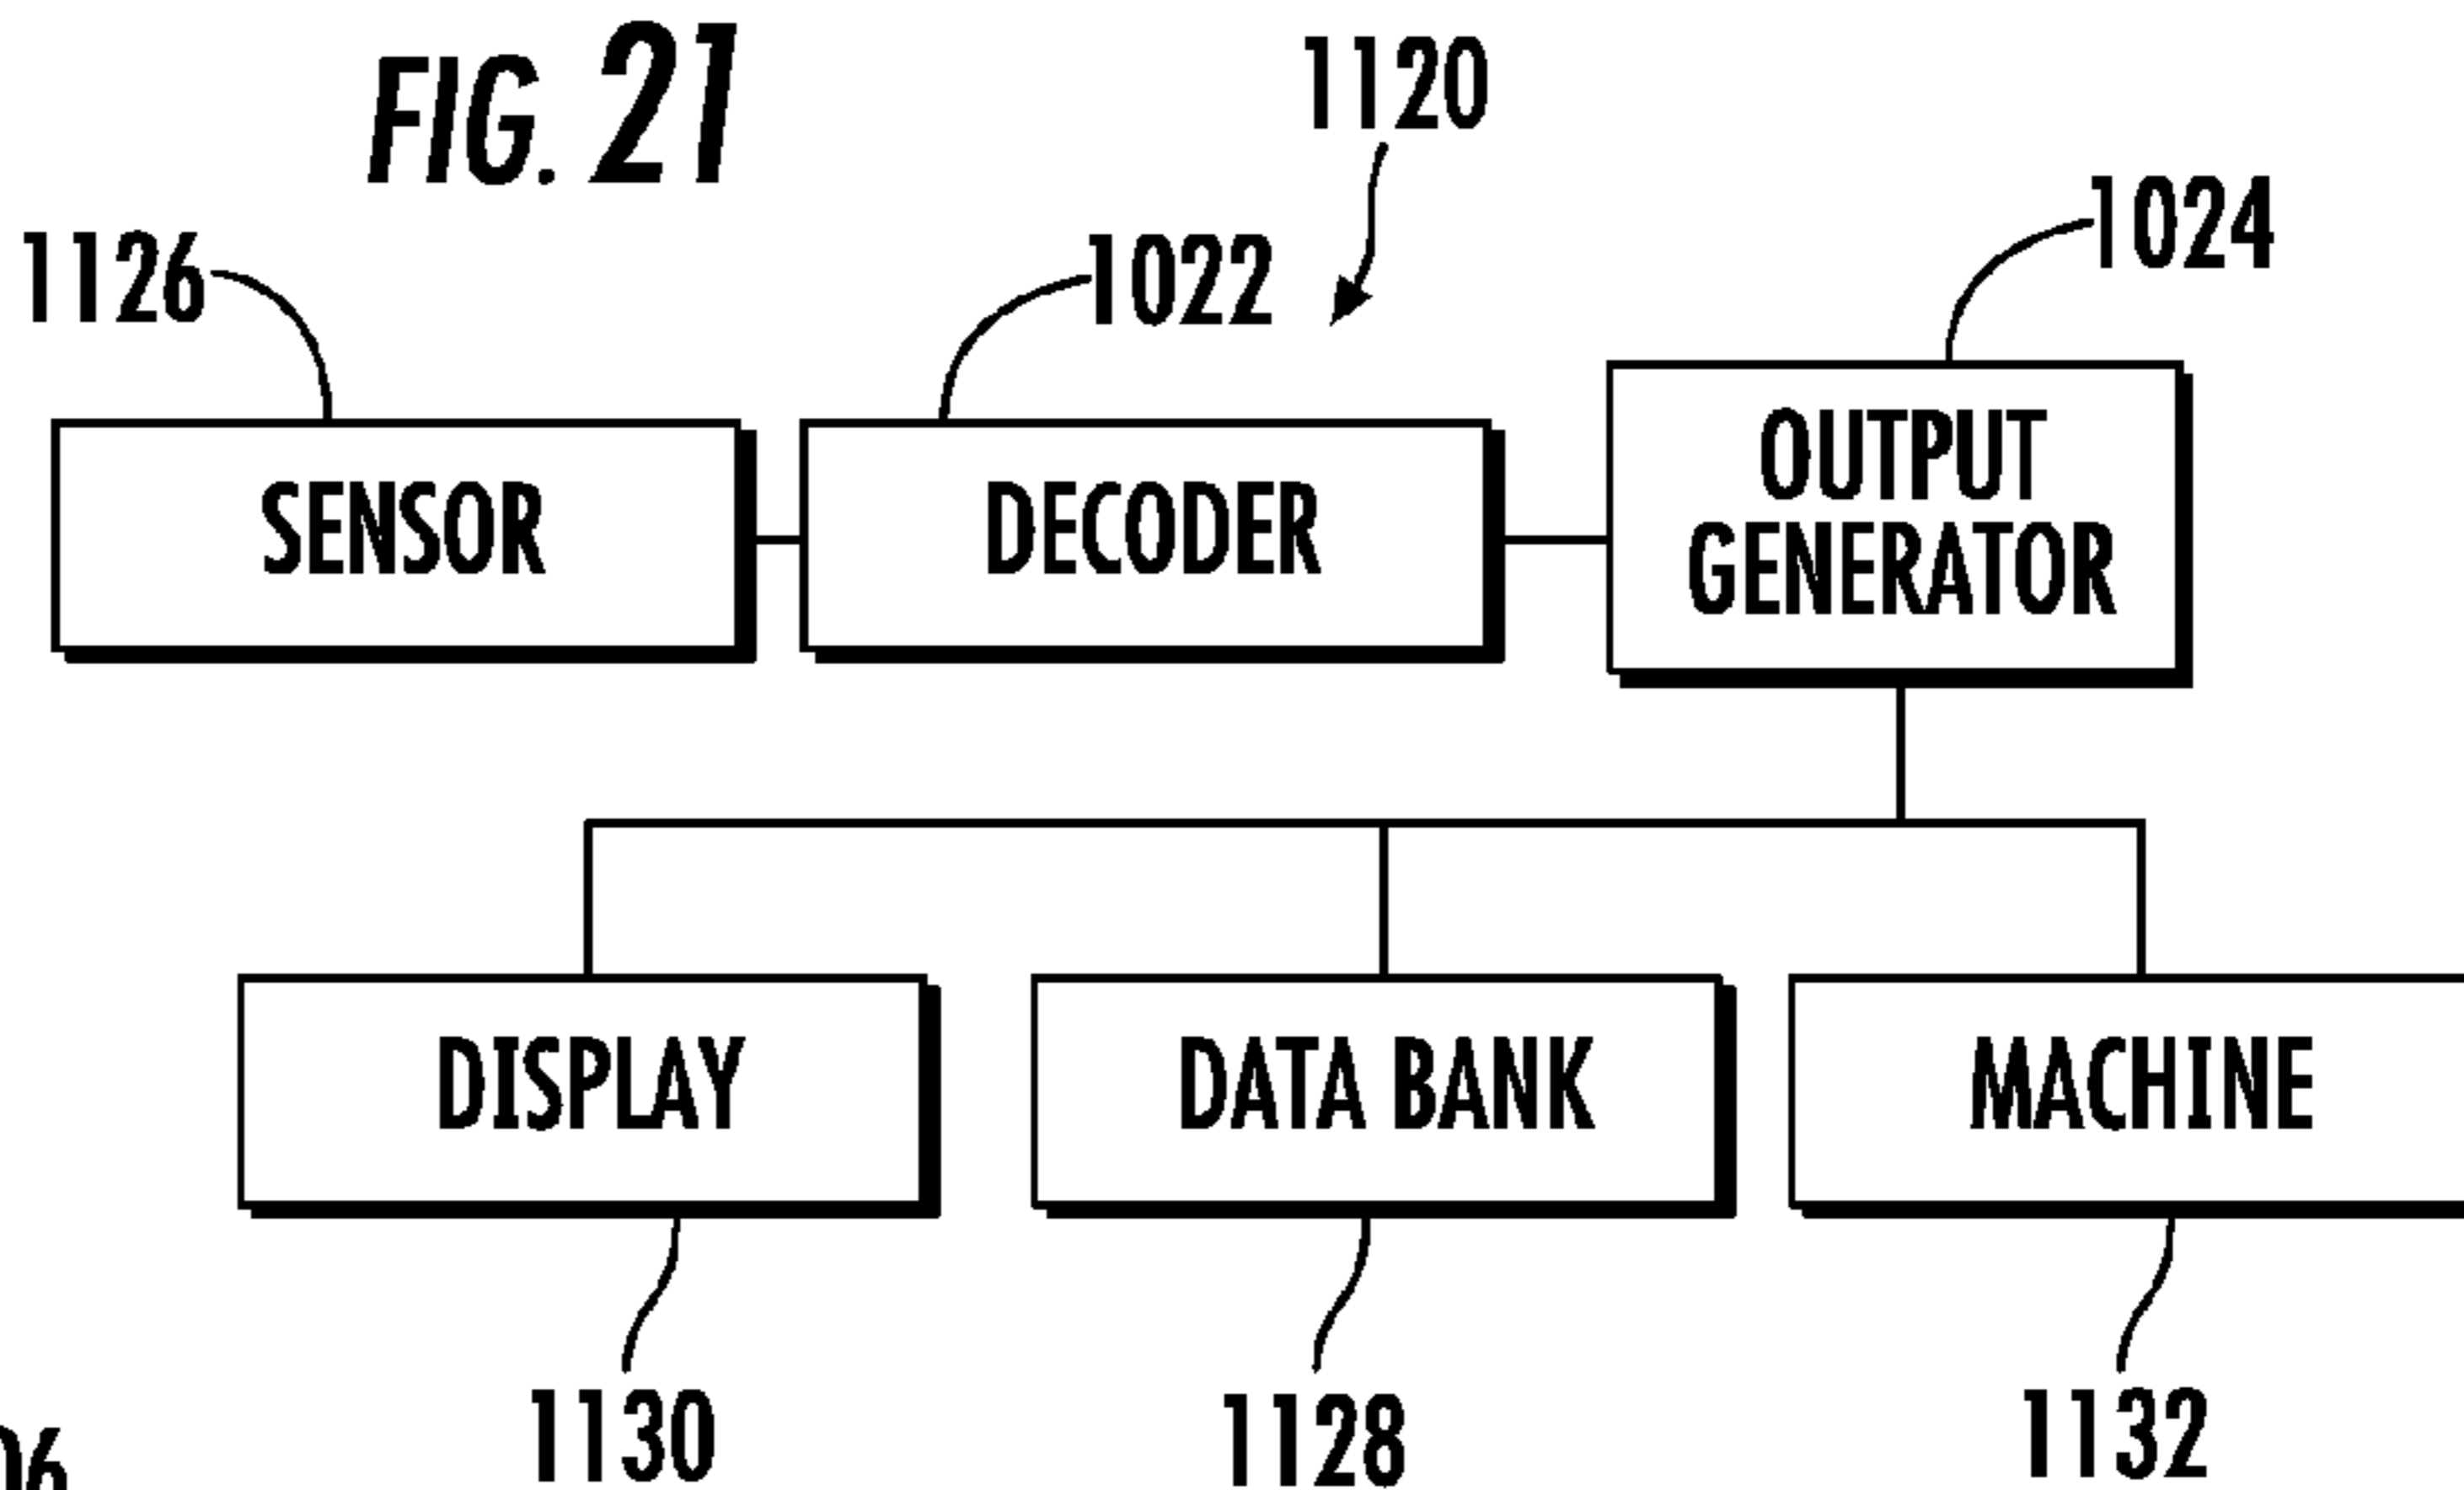 FIG. 21
1120
1024
1126
1022
SENSOR
DECODER
OUTPUT
GENERATOR
DISPLAY
DATA BANK
MACHINE
1130
1128
1132